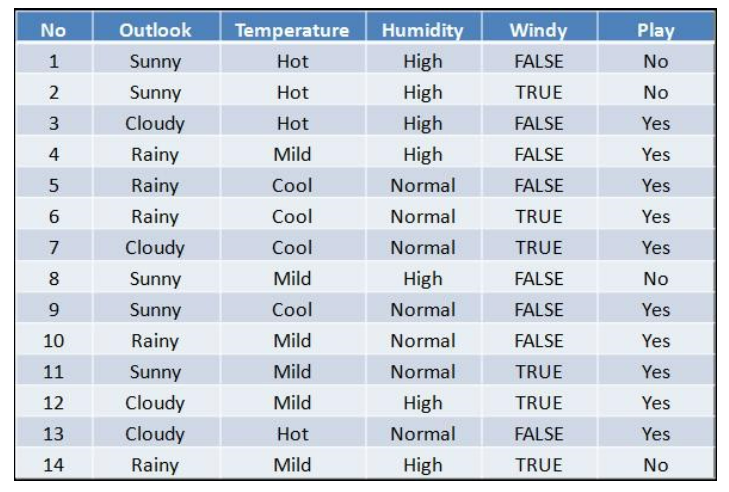 No Outlook Temperature Humidity Windy Play
1 Sunny Hot High FALSE No
2 Sunny Hot High TRUE No
3 Cloudy Hot High FALSE Yes
4 Rainy Mild High FALSE Yes
5 Rainy Cool Normal FALSE Yes
6 Rainy Cool Normal TRUE Yes
7 Cloudy Cool Normal TRUE Yes
8 Sunny Mild High FALSE No
9 Sunny Cool Normal FALSE Yes
10 Rainy Mild Normal FALSE Yes
11 Sunny Mild Normal TRUE Yes
12 Cloudy Mild High TRUE Yes
13 Cloudy Hot Normal FALSE Yes
14 Rainy Mild High TRUE No